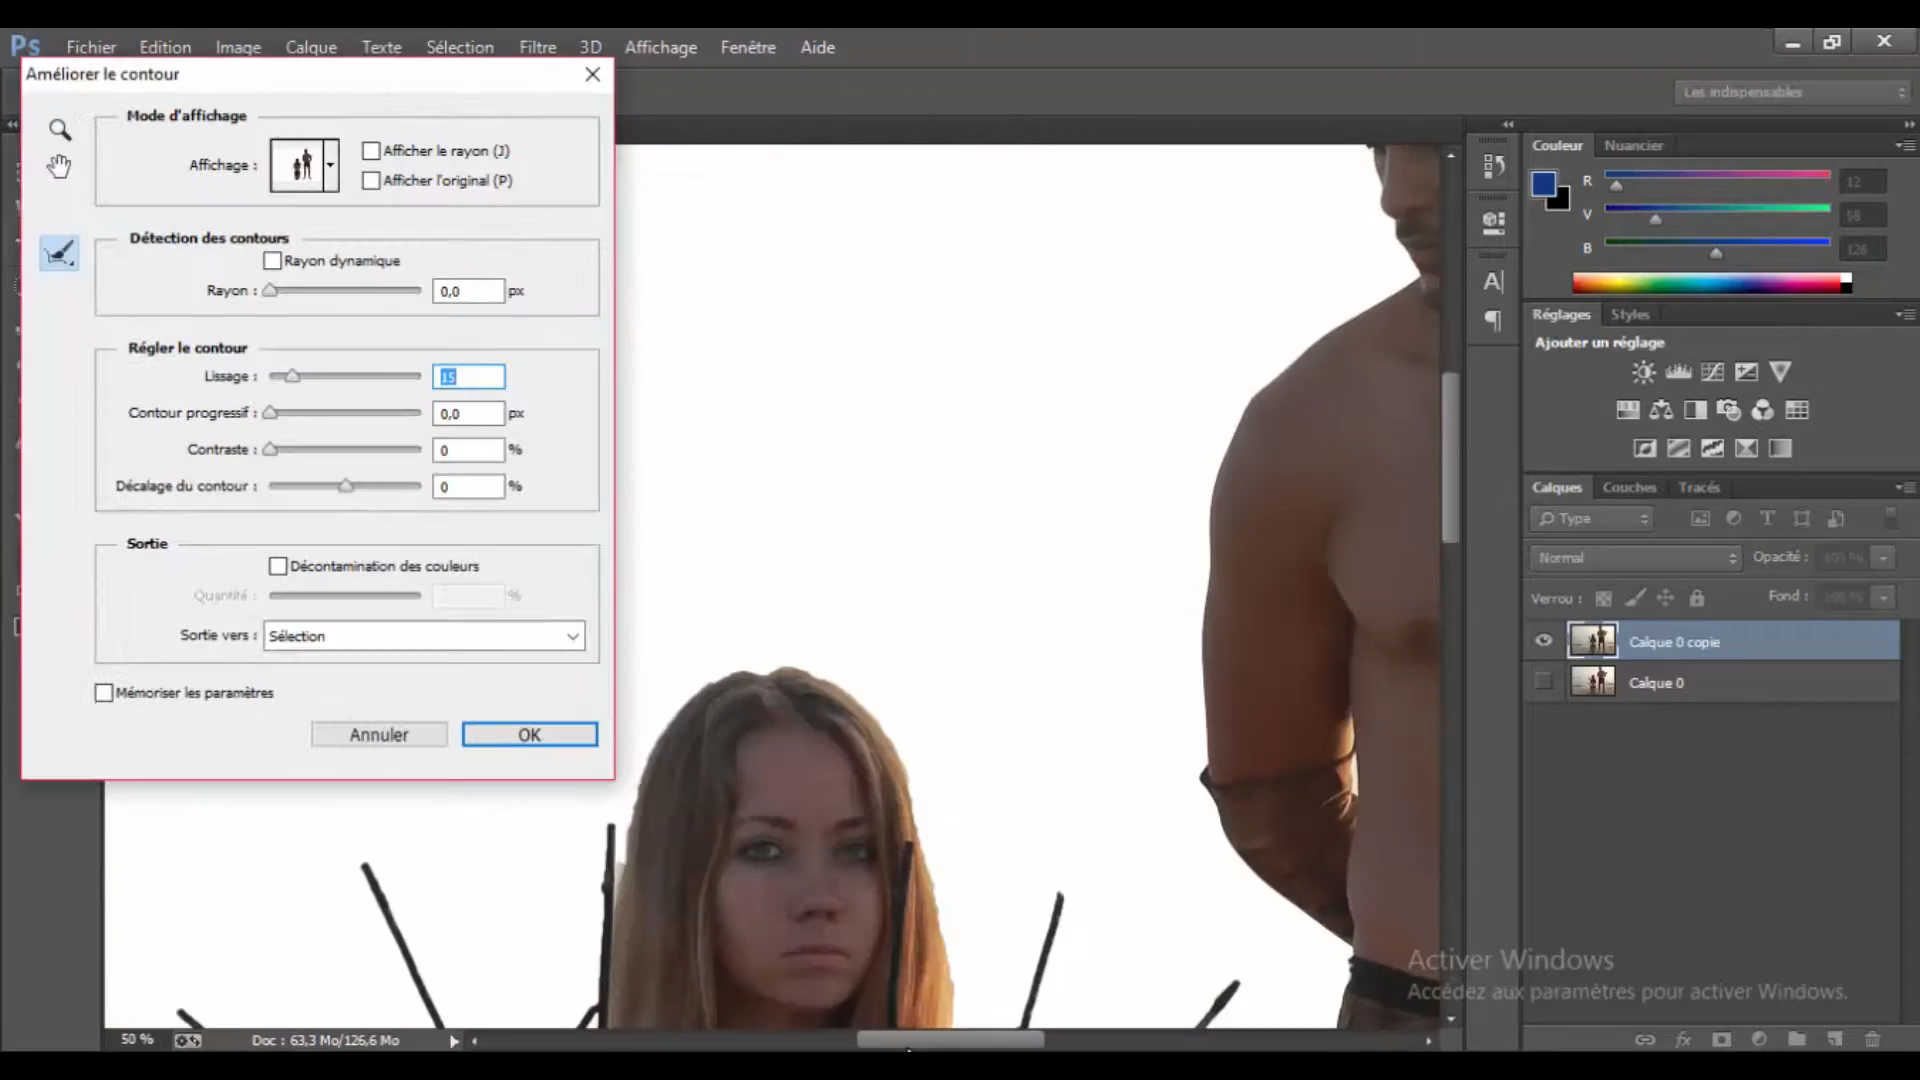 Ps Fichier Edition Image Calque Texte Sélection Filtre 3D Affichage Fenêtre Aide
Améliorer le contour
Les indispensables
Mode d'affichage
Affichage :
Afficher le rayon (J)
Afficher l'original (P)
Détection des contours
Rayon dynamique
Rayon : 0,0 px
Régler le contour
Lissage : 15
Contour progressif : 0,0 px
Contraste : 0 %
Décalage du contour : 0 %
Sortie
Décontamination des couleurs
Quantité : %
Sortie vers : Sélection
Mémoriser les paramètres
Annuler OK
Couleur Nuancier
R 12
V 58
B 126
Réglages Styles
Ajouter un réglage
Calques Couches Tracés
Type
Normal Opacité : 100 %
Verrou : Fond : 100 %
Calque 0 copie
Calque 0
Activer Windows
Accédez aux paramètres pour activer Windows.
50 % Doc : 63,3 Mo/126,6 Mo